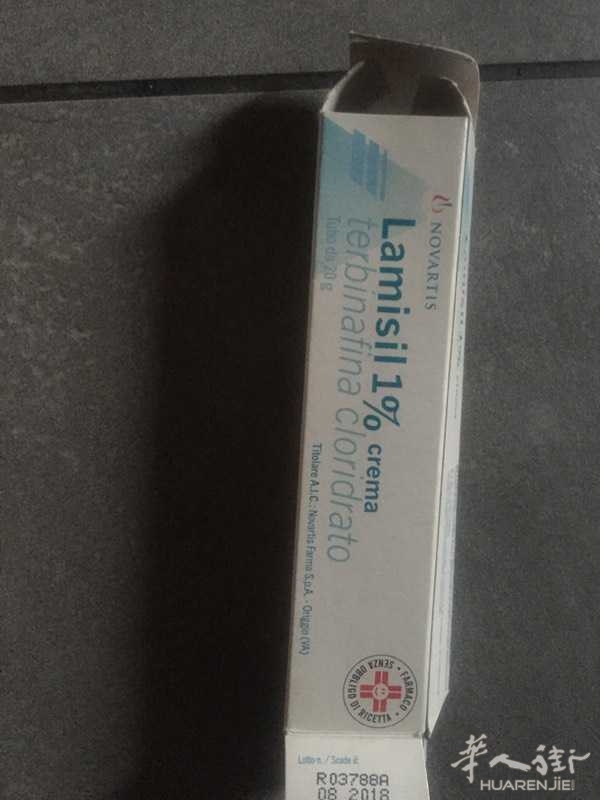 NOVARTIS
Lamisil 1% crema
terbinafina cloridrato
Tubo da 20 g
Titolare A.I.C.: Novartis Farma S.p.A. - Origgio (VA)
FARMACO SENZA OBBLIGO DI RICETTA
Lotto n. / Scade il:
R03788A
08 2018
华人街
HUARENJIE